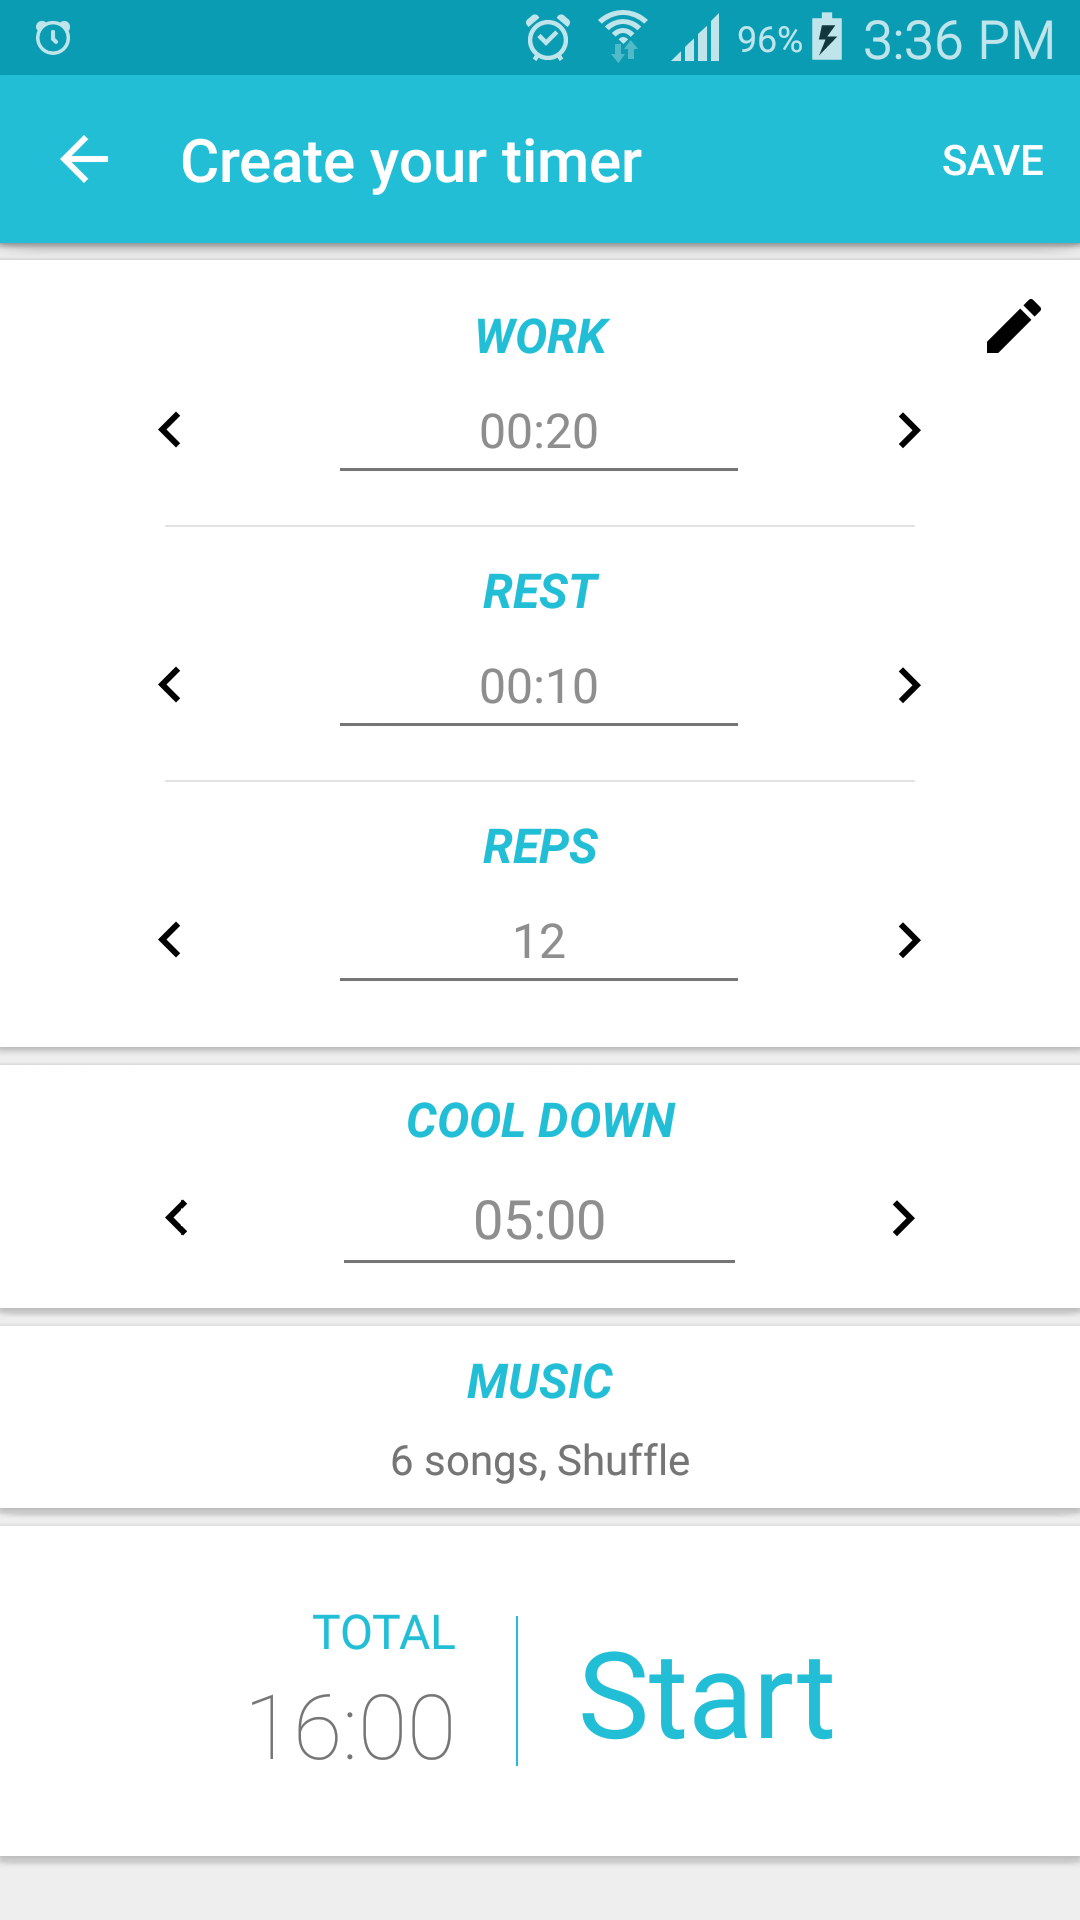 96% 3:36 PM
Create your timer SAVE
WORK
00:20
REST
00:10
REPS
12
COOL DOWN
05:00
MUSIC
6 songs, Shuffle
TOTAL
16:00
Start